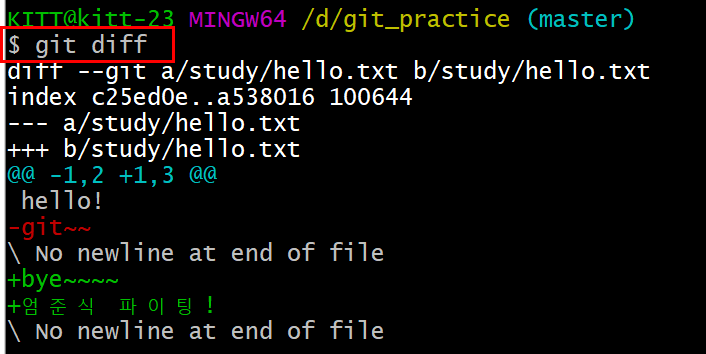 KITT@kitt-23 MINGW64 /d/git_practice (master)
$ git diff
diff --git a/study/hello.txt b/study/hello.txt
index c25ed0e..a538016 100644
--- a/study/hello.txt
+++ b/study/hello.txt
@@ -1,2 +1,3 @@
 hello!
-git~~
\ No newline at end of file
+bye~~~~
+엄준식 파이팅!
\ No newline at end of file